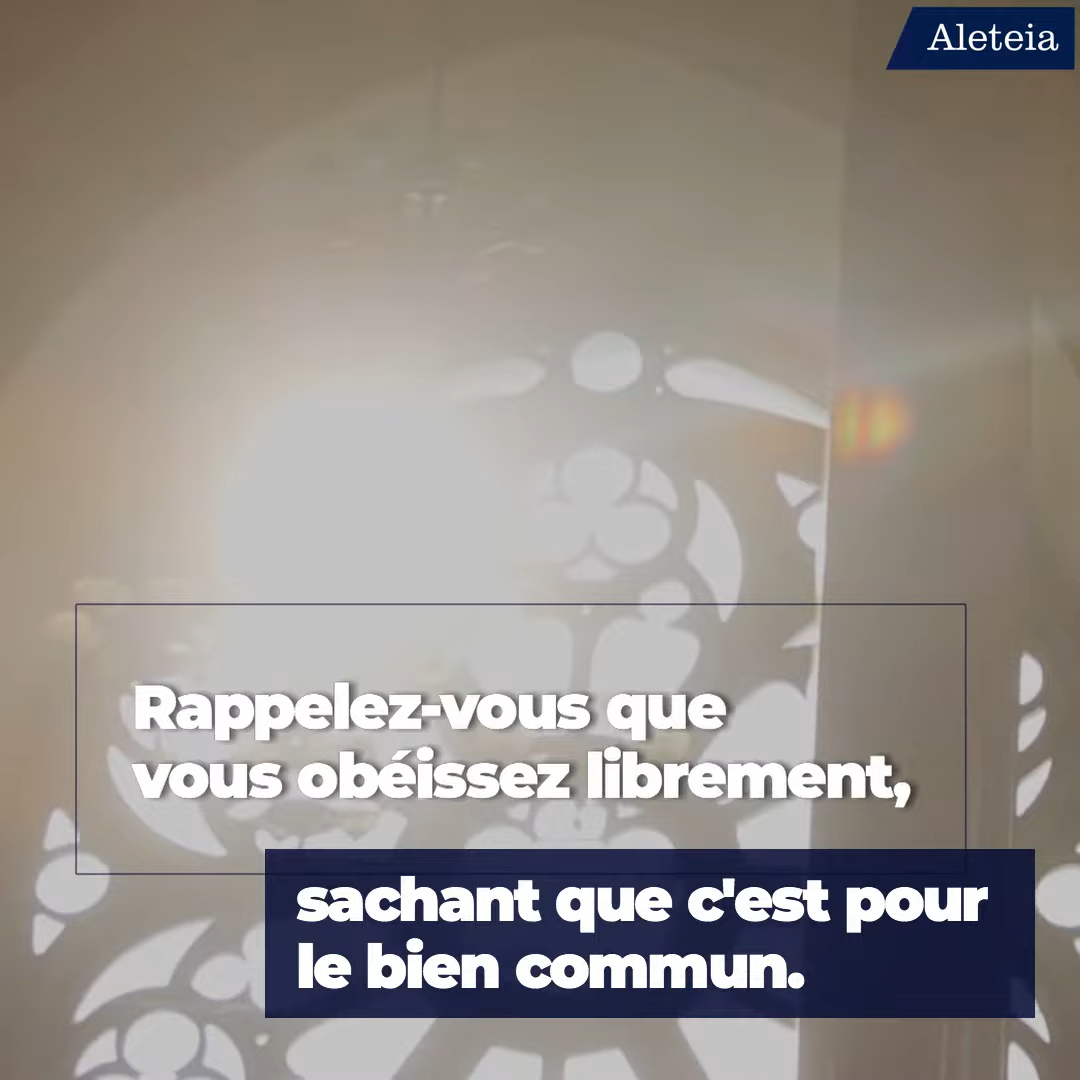 Aleteia
Rappelez-vous que
vous obéissez librement,
sachant que c'est pour
le bien commun.